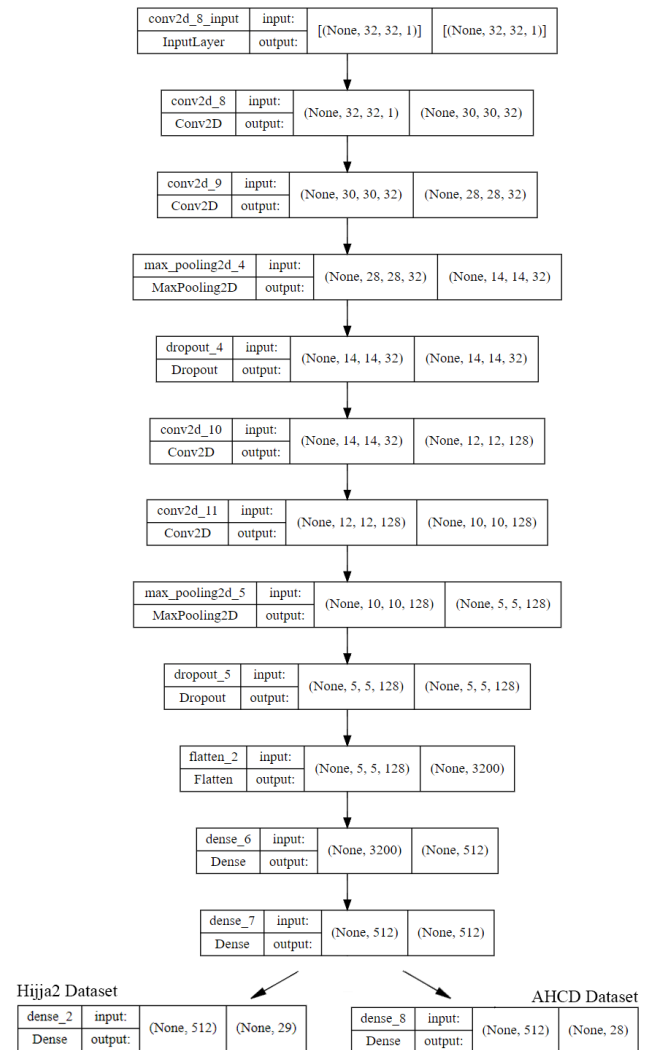 conv2d_8_input input: [(None, 32, 32, 1)] [(None, 32, 32, 1)]
InputLayer output:
conv2d_8 input: (None, 32, 32, 1) (None, 30, 30, 32)
Conv2D output:
conv2d_9 input: (None, 30, 30, 32) (None, 28, 28, 32)
Conv2D output:
max_pooling2d_4 input: (None, 28, 28, 32) (None, 14, 14, 32)
MaxPooling2D output:
dropout_4 input: (None, 14, 14, 32) (None, 14, 14, 32)
Dropout output:
conv2d_10 input: (None, 14, 14, 32) (None, 12, 12, 128)
Conv2D output:
conv2d_11 input: (None, 12, 12, 128) (None, 10, 10, 128)
Conv2D output:
max_pooling2d_5 input: (None, 10, 10, 128) (None, 5, 5, 128)
MaxPooling2D output:
dropout_5 input: (None, 5, 5, 128) (None, 5, 5, 128)
Dropout output:
flatten_2 input: (None, 5, 5, 128) (None, 3200)
Flatten output:
dense_6 input: (None, 3200) (None, 512)
Dense output:
dense_7 input: (None, 512) (None, 512)
Dense output:
Hijja2 Dataset
dense_2 input: (None, 512) (None, 29)
Dense output:
AHCD Dataset
dense_8 input: (None, 512) (None, 28)
Dense output: